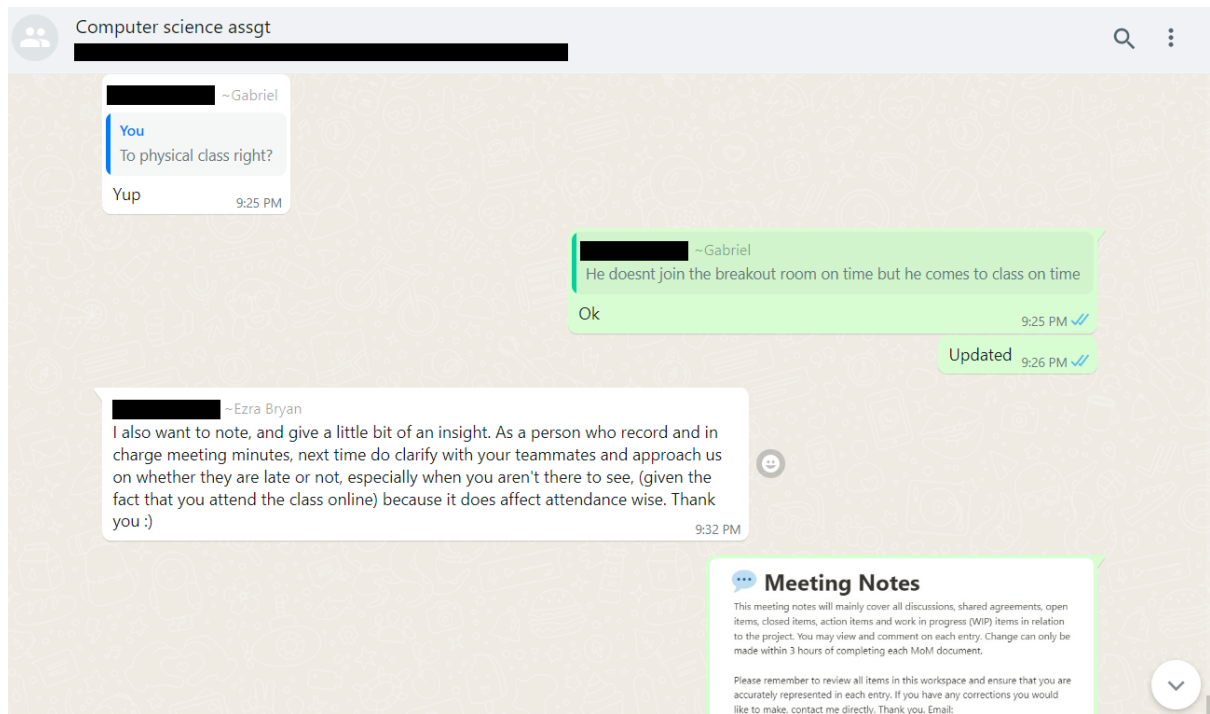 Computer science assgt
~Gabriel
You
To physical class right?
Yup
9:25 PM
~Gabriel
He doesnt join the breakout room on time but he comes to class on time
Ok
9:25 PM
Updated
9:26 PM
~Ezra Bryan
I also want to note, and give a little bit of an insight. As a person who record and in
charge meeting minutes, next time do clarify with your teammates and approach us
on whether they are late or not, especially when you aren't there to see, (given the
fact that you attend the class online) because it does affect attendance wise. Thank
you :)
9:32 PM
Meeting Notes
This meeting notes will mainly cover all discussions, shared agreements, open
items, closed items, action items and work in progress (WIP) items in relation
to the project. You may view and comment on each entry. Change can only be
made within 3 hours of completing each MoM document.
Please remember to review all items in this workspace and ensure that you are
accurately represented in each entry. If you have any corrections you would
like to make, contact me directly. Thank you. Email: